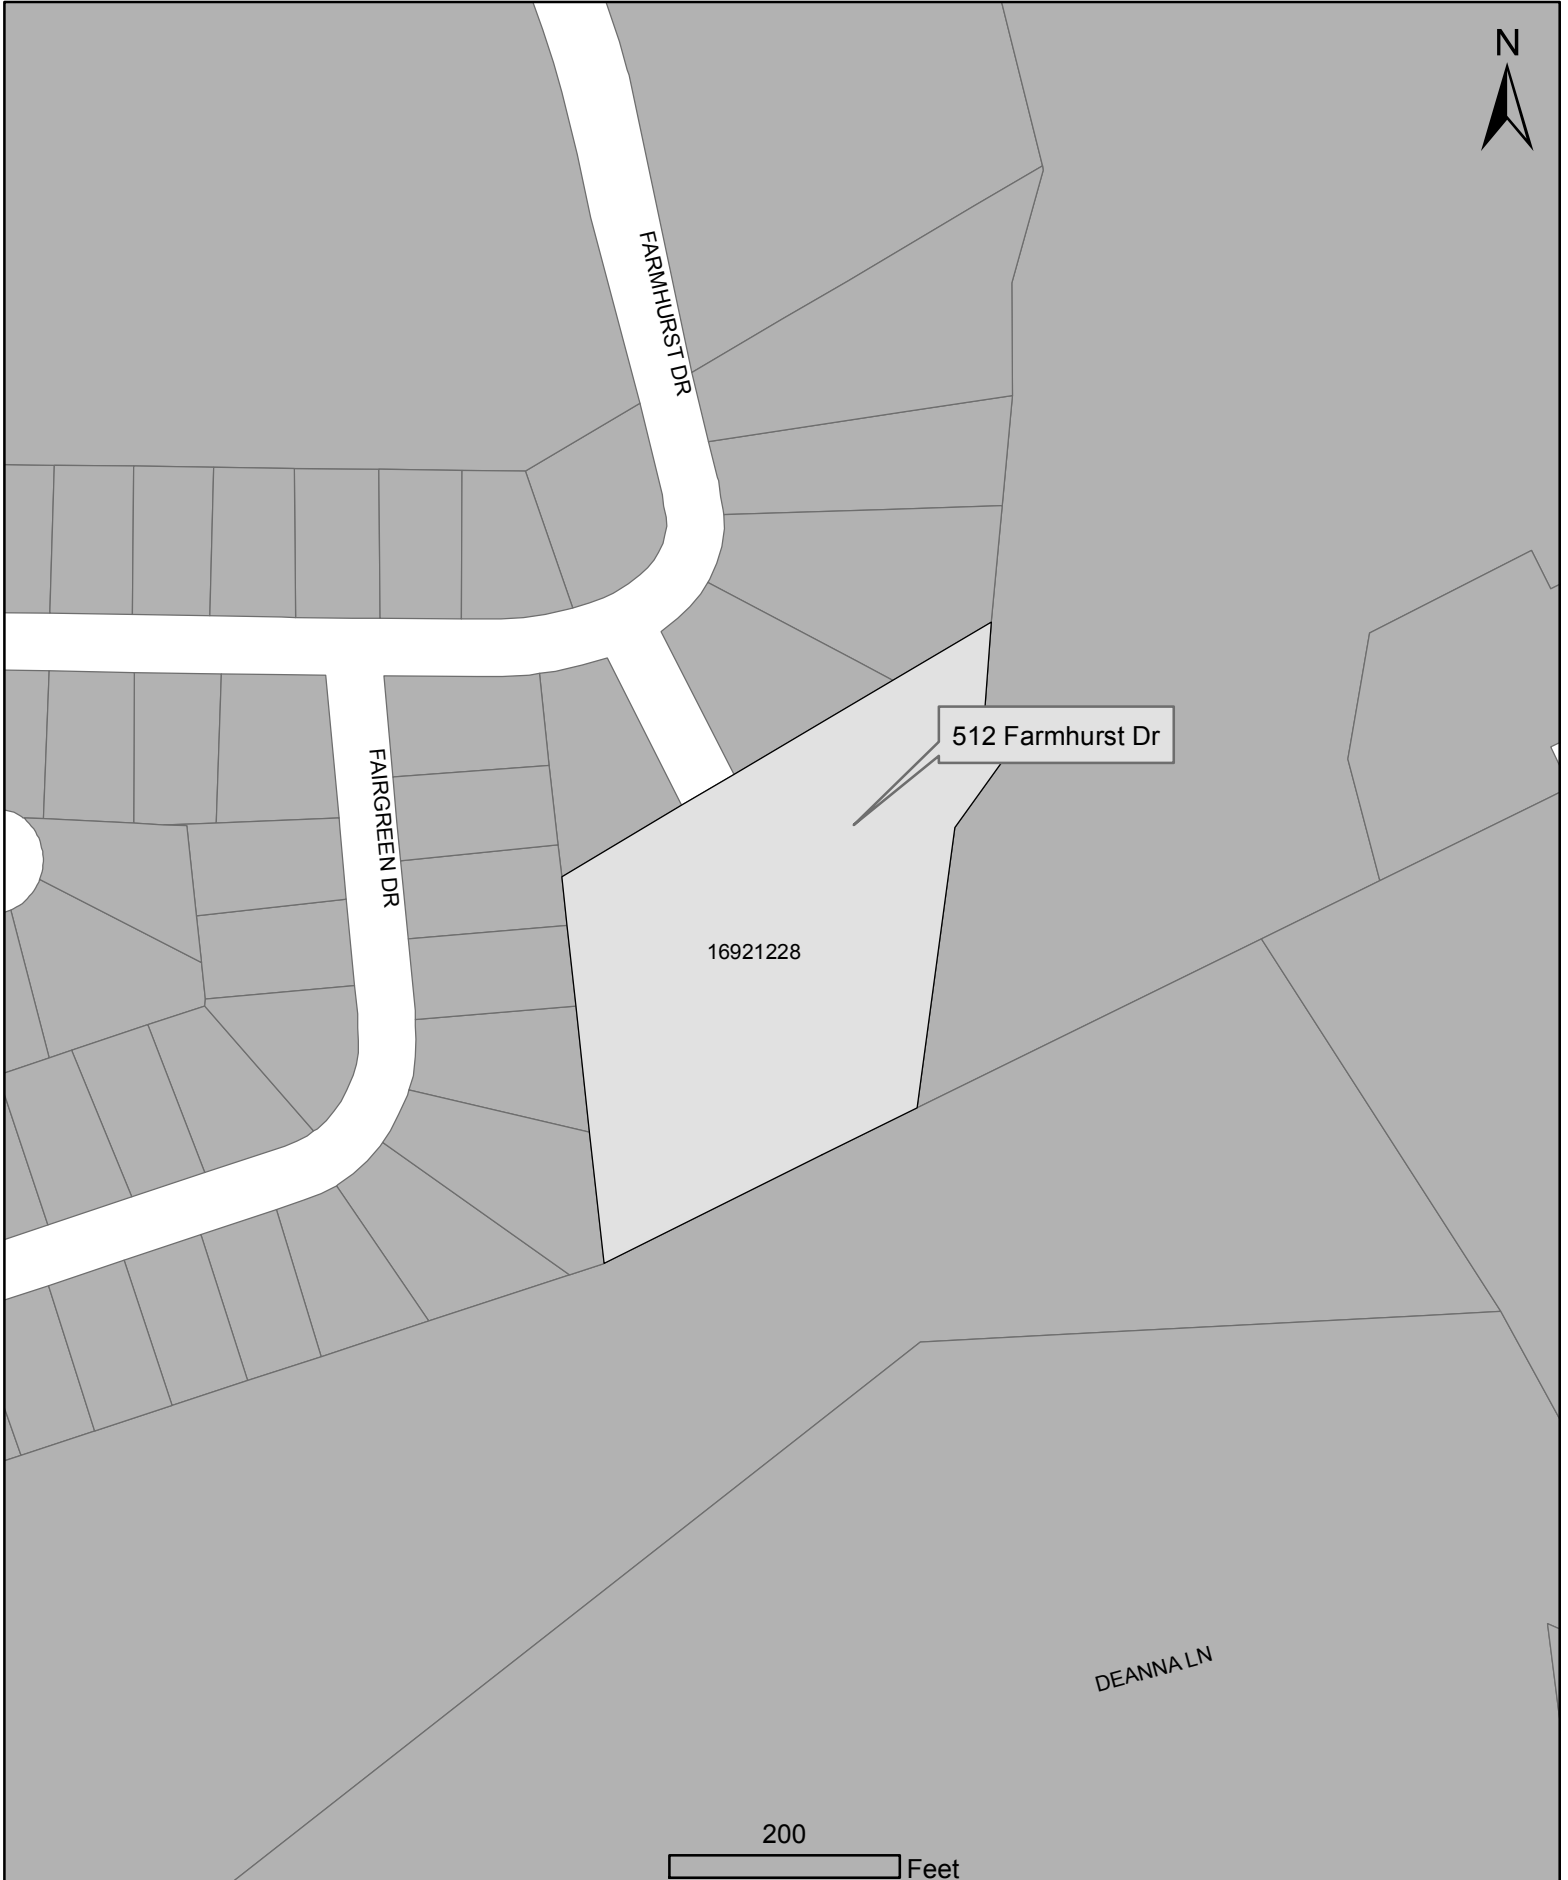 N
FARMHURST DR
512 Farmhurst Dr
FAIRGREEN DR
16921228
DEANNA LN
200
Feet